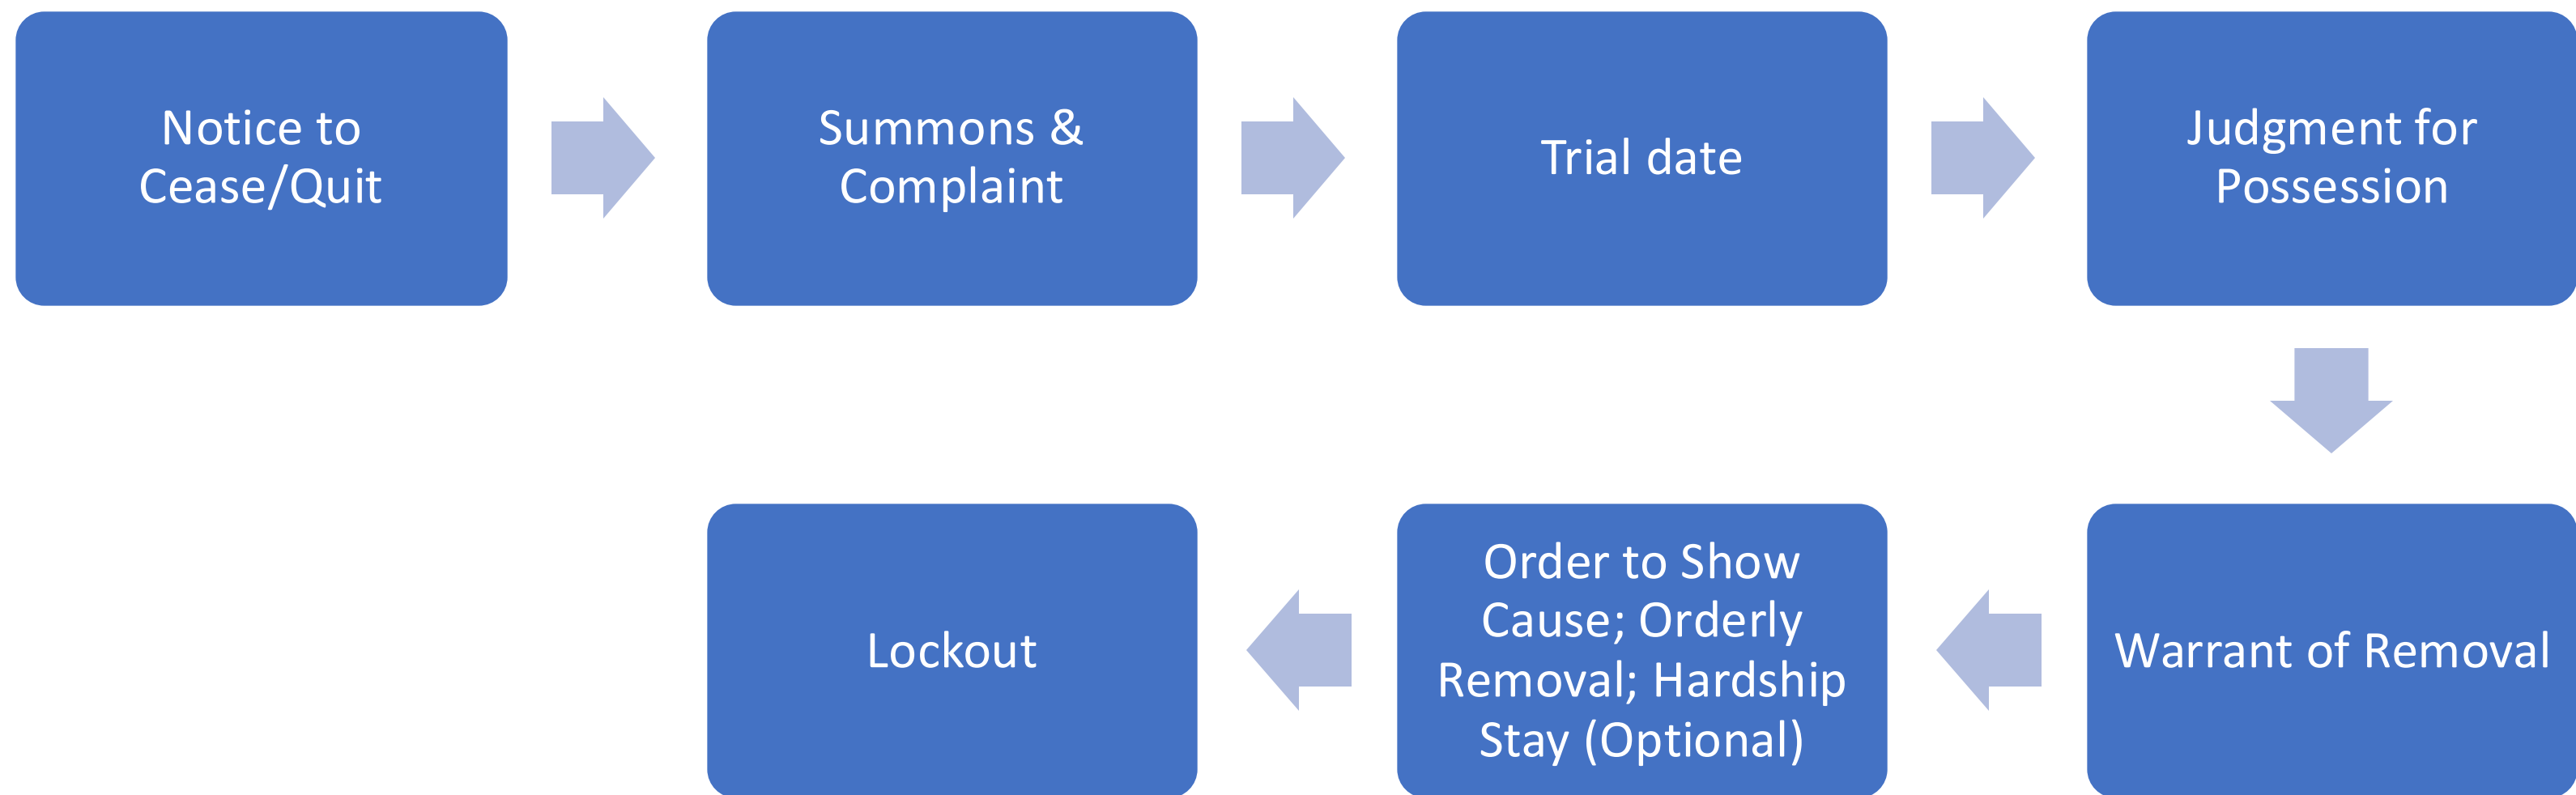 Notice to
Cease/Quit
Summons &
Complaint
Trial date
Judgment for
Possession
Warrant of Removal
Order to Show
Cause; Orderly
Removal; Hardship
Stay (Optional)
Lockout